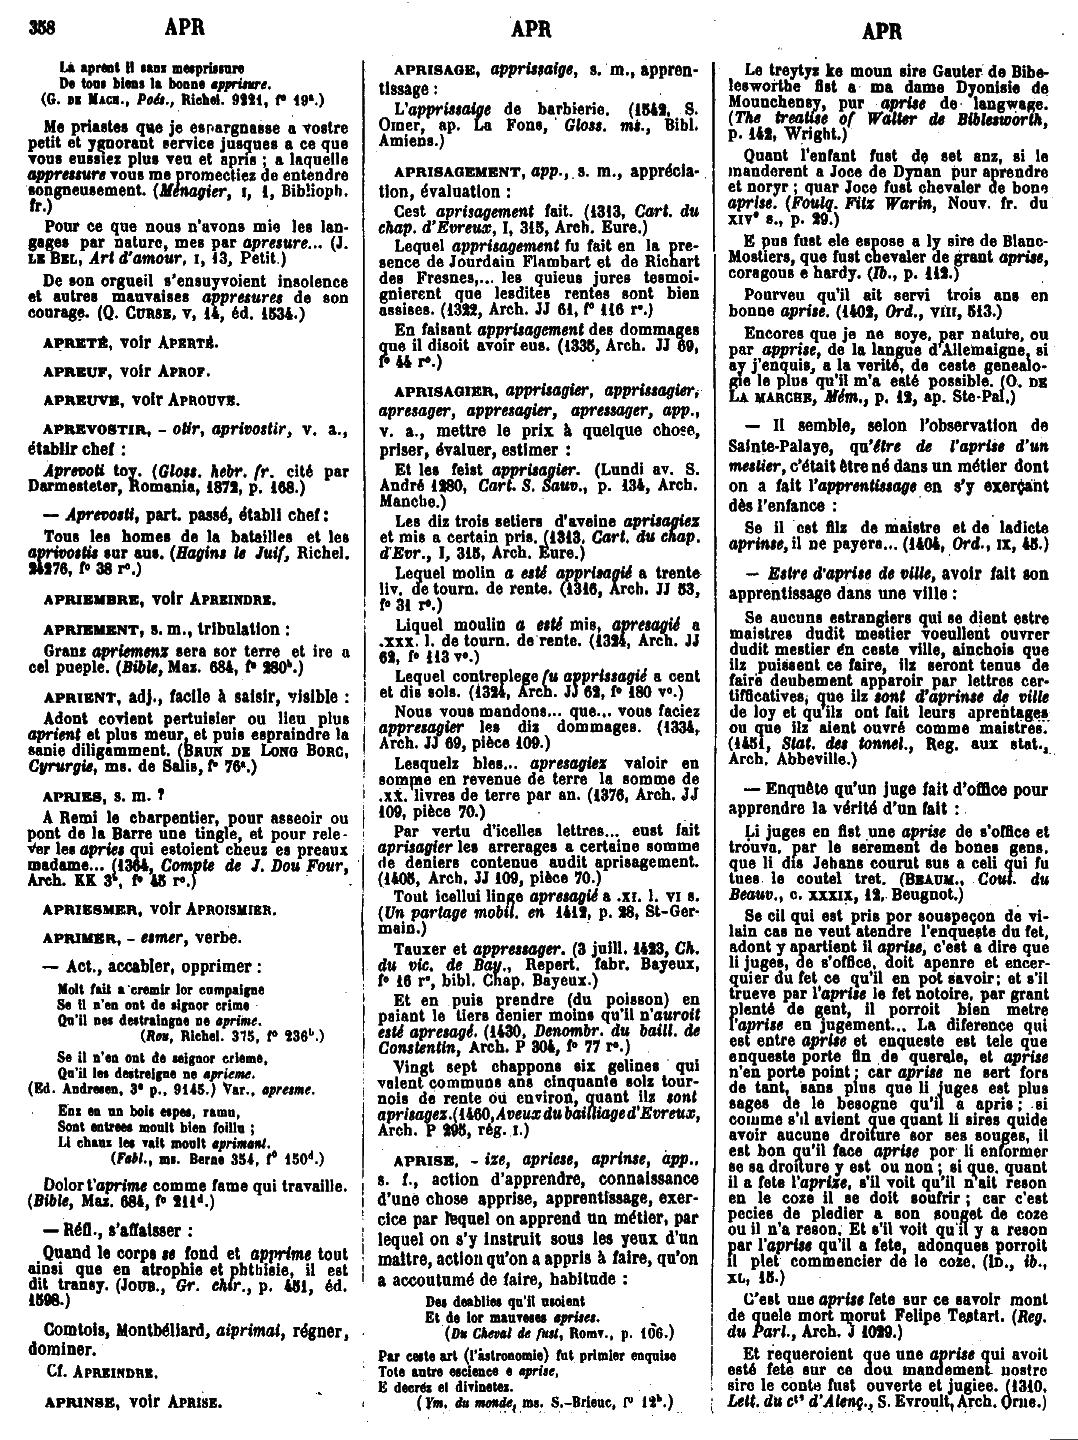 358 APR APR APR
La aprent il sanz mesprissure
De tous biens la bonne apprisure.
(G. DE MACH., Poés., Richel. 9221, f° 19ª.)
Me priastes que je espargnasse a vostre
petit et ygnorant service jusques a ce que
vous eussiez plus veu et apris ; a laquelle
appressure vous me promectiez de entendre
songneusement. (Ménagier, I, 1, Biblioph.
fr.)
Pour ce que nous n'avons mie les lan-
gages par nature, mes par apresure... (J.
LE BEL, Art d'amour, I, 13, Petit.)
De son orgueil s'ensuyvoient insolence
et autres mauvaises appresures de son
courage. (Q. CURSE, V, 14, éd. 1534.)
APRETÉ, voir APERTÉ.
APREUF, voir APROF.
APREUVE, voir APROUVE.
APREVOSTIR, - otir, aprivostir, v. a.,
établir chef :
Aprevoti toy. (Gloss. hebr. fr. cité par
Darmesteter, Romania, 1872, p. 168.)
— Aprevosti, part. passé, établi chef :
Tous les homes de la batailles et les
aprivostis sur aus. (Hagins le Juif, Richel.
24276, f° 38 r°.)
APRIEMBRE, voir APREINDRE.
APRIEMENT, s. m., tribulation :
Granz apriemenz sera sor terre et ire a
cel pueple. (Bible, Maz. 684, f° 280ᵇ.)
APRIENT, adj., facile à saisir, visible :
Adont covient pertuisier ou lieu plus
aprient et plus meur, et puis espraindre la
sanie diligamment. (BRUN DE LONG BORC,
Cyrurgie, ms. de Salis, f° 76ª.)
APRIES, s. m. ?
A Remi le charpentier, pour asseoir ou
pont de la Barre une tingle, et pour rele-
ver les apries qui estoient cheuz es preaux
madame... (1364, Compte de J. Dou Four,
Arch. KK 3ᵇ, f° 45 r°.)
APRIESMER, voir APROISMIER.
APRIMER, - esmer, verbe.
— Act., accabler, opprimer :
Molt fait a cremir lor cumpaigne
Se il n'en ont de signor crime
Qu'il nes destraingne ne aprime.
(Rou, Richel. 375, f° 236ᵇ.)
Se il n'en ont de seignor crieme,
Qu'il les destreigne ne aprieme.
(Ed. Andresen, 3ᵉ p., 9145.) Var., apresme.
Enz en un bois espes, ramu,
Sont entrees moult bien foillu ;
Li chauz les vait moult aprimant.
(Fabl., ms. Berne 354, f° 150ᵈ.)
Dolor l'aprime comme fame qui travaille.
(Bible, Maz. 684, f° 211ᵈ.)
— Réfl., s'affaisser :
Quand le corps se fond et apprime tout
ainsi que en atrophie et phthisie, il est
dit transy. (JOUB., Gr. chir., p. 451, éd.
1598.)
Comtois, Montbéliard, aiprimai, régner,
dominer.
Cf. APREINDRE.
APRINSE, voir APRISE.
APRISAGE, apprissaige, s. m., appren-
tissage :
L'apprissaige de barbierie. (1542, S.
Omer, ap. La Fons, Gloss. ms., Bibl.
Amiens.)
APRISAGEMENT, app., s. m., apprécia-
tion, évaluation :
Cest aprisagement fait. (1313, Cart. du
chap. d'Evreux, I, 315, Arch. Eure.)
Lequel apprisagement fu fait en la pre-
sence de Jourdain Flambart et de Richart
des Fresnes,... les quieus jures tesmoi-
gnierent que lesdites rentes sont bien
assises. (1322, Arch. JJ 61, f° 116 r°.)
En faisant apprisagement des dommages
que il disoit avoir eus. (1335, Arch. JJ 69,
f° 44 r°.)
APRISAGIER, apprisagier, apprissagier,
apresager, appresagier, apressager, app.,
v. a., mettre le prix à quelque chose,
priser, évaluer, estimer :
Et les feist apprisagier. (Lundi av. S.
André 1280, Cart. S. Sauv., p. 134, Arch.
Manche.)
Les diz trois setiers d'aveine aprisagiez
et mis a certain pris. (1313, Cart. du chap.
d'Evr., I, 315, Arch. Eure.)
Lequel molin a esté apprisagié a trente
liv. de tourn. de rente. (1316, Arch. JJ 53,
f° 31 r°.)
Liquel moulin a esté mis, apresagié a
.XXX. l. de tourn. de rente. (1324, Arch. JJ
62, f° 113 v°.)
Lequel contreplege fu apprissagié a cent
et dis sols. (1324, Arch. JJ 62, f° 180 v°.)
Nous vous mandons... que... vous faciez
appresagier les diz dommages. (1334,
Arch. JJ 69, pièce 109.)
Lesquelz bles... apresagiez valoir en
somme en revenue de terre la somme de
.XX. livres de terre par an. (1376, Arch. JJ
109, pièce 70.)
Par vertu d'icelles lettres... eust fait
aprisagier les arrerages a certaine somme
de deniers contenue audit aprisagement.
(1405, Arch. JJ 109, pièce 70.)
Tout icellui linge apresagié a .XI. l. VI s.
(Un partage mobil. en 1412, p. 28, St-Ger-
main.)
Tauxer et appressager. (3 juill. 1423, Ch.
du vic. de Bay., Repert. fabr. Bayeux,
f° 16 r°, bibl. Chap. Bayeux.)
Et en puis prendre (du poisson) en
paiant le tiers denier moins qu'il n'auroit
esté apresagé. (1430, Denombr. du baill. de
Constentin, Arch. P 304, f° 77 r°.)
Vingt sept chappons six gelines qui
valent communs ans cinquante solz tour-
nois de rente ou environ, quant ilz sont
aprisagez. (1460, Aveux du bailliage d'Evreux,
Arch. P 295, rég. I.)
APRISE, - ize, apriese, aprinse, app.,
s. f., action d'apprendre, connaissance
d'une chose apprise, apprentissage, exer-
cice par lequel on apprend un métier, par
lequel on s'y instruit sous les yeux d'un
maître, action qu'on a appris à faire, qu'on
a accoutumé de faire, habitude :
Des deablies qu'il usoient
Et de lor mauveses aprises.
(Du Cheval de fust, Romv., p. 106.)
Par ceste art (l'astronomie) fut primier enquise
Tote autre escience e aprise,
E decrez et divinetez.
(Ym. du monde, ms. S.-Brieuc, f° 12ᵇ.)
Le treytyz ke moun sire Gauter de Bibe-
lesworthe fist a ma dame Dyonisie de
Mounchensy, pur aprise de langwage.
(The treatise of Walter de Biblesworth,
p. 142, Wright.)
Quant l'enfant fust de set anz, si le
manderent a Joce de Dynan pur aprendre
et noryr ; quar Joce fust chevaler de bone
aprise. (Foulq. Fitz Warin, Nouv. fr. du
XIVᵉ s., p. 29.)
E pus fust ele espose a ly sire de Blanc-
Mostiers, que fust chevaler de grant aprise,
coragous e hardy. (Ib., p. 112.)
Pourveu qu'il ait servi trois ans en
bonne aprise. (1402, Ord., VIII, 513.)
Encores que je ne soye, par nature, ou
par apprise, de la langue d'Allemaigne, si
ay j'enquis, a la verité, de ceste genealo-
gie le plus qu'il m'a esté possible. (O. DE
LA MARCHE, Mém., p. 12, ap. Ste-Pal.)
— Il semble, selon l'observation de
Sainte-Palaye, qu'être de l'aprise d'un
mestier, c'était être né dans un métier dont
on a fait l'apprentissage en s'y exerçant
dès l'enfance :
Se il est filz de maistre et de ladicte
aprinse, il ne payera... (1404, Ord., IX, 45.)
— Estre d'aprise de ville, avoir fait son
apprentissage dans une ville :
Se aucuns estrangiers qui se dient estre
maistres dudit mestier voeullent ouvrer
dudit mestier en ceste ville, ainchois que
ilz puissent ce faire, ilz seront tenus de
faire deubement apparoir par lettres cer-
tifficatives, que ilz sont d'aprinse de ville
de loy et qu'ilz ont fait leurs aprentages
ou que ilz aient ouvré comme maistres.
(1451, Stat. des tonnel., Reg. aux stat.,
Arch. Abbeville.)
— Enquête qu'un juge fait d'office pour
apprendre la vérité d'un fait :
Li juges en fist une aprise de s'office et
trouva, par le serement de bones gens,
que li dis Jehans courut sus a celi qui fu
tues le coutel tret. (BEAUM., Cout. du
Beauv., c. XXXIX, 12, Beugnot.)
Se cil qui est pris por souspeçon de vi-
lain cas ne veut atendre l'enqueste du fet,
adont y apartient il aprise, c'est a dire que
li juges, de s'office, doit apenre et encer-
quier du fet ce qu'il en pot savoir ; et s'il
trueve par l'aprise le fet notoire, par grant
plenté de gent, il porroit bien metre
l'aprise en jugement... La diference qui
est entre aprise et enqueste est tele que
enqueste porte fin de querele, et aprise
n'en porte point ; car aprise ne sert fors
de tant, sans plus que li juges est plus
sages de le besogne qu'il a apris ; si
comme s'il avient que quant li sires quide
avoir aucune droiture sor ses souges, il
est bon qu'il face aprise por li enformer
se sa droiture y est ou non ; si que, quant
il a fete l'aprize, s'il voit qu'il n'ait reson
en le coze il se doit soufrir ; car c'est
pecies de pledier a son souget de coze
ou il n'a reson. Et s'il voit qu'il y a reson
par l'aprise qu'il a fete, adonques porroit
il plet commencier de le coze. (ID., ib.,
XL, 15.)
C'est une aprise fete sur ce savoir mont
de quele mort morut Felipe Testart. (Reg.
du Parl., Arch. J 1029.)
Et requeroient que une aprise qui avoit
esté fete sur ce dou mandement nostre
sire le conte fust ouverte et jugiee. (1310,
Lett. du cᵗᵉ d'Alenç., S. Evroult, Arch. Orne.)